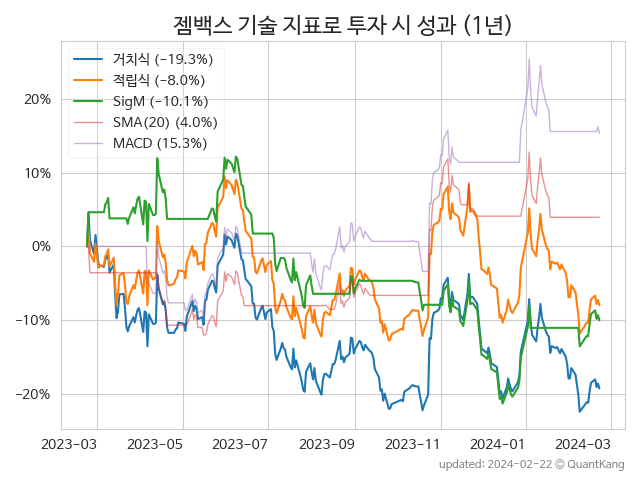 젬백스 기술 지표로 투자 시 성과 (1년)
거치식 (−19.3%)
적립식 (−8.0%)
SigM (−10.1%)
SMA(20) (4.0%)
MACD (15.3%)
20%
10%
0%
−10%
−20%
2023-03 2023-05 2023-07 2023-09 2023-11 2024-01 2024-03
updated: 2024-02-22 ⓒ QuantKang